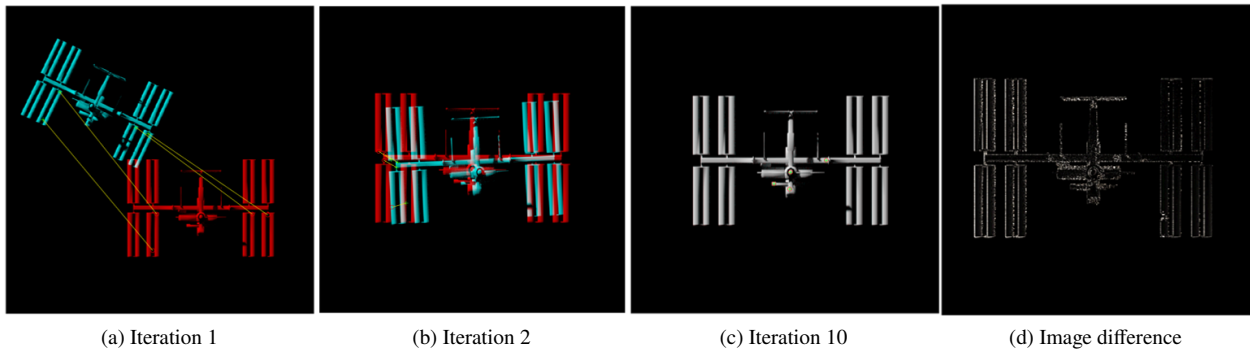 (a) Iteration 1
(b) Iteration 2
(c) Iteration 10
(d) Image difference